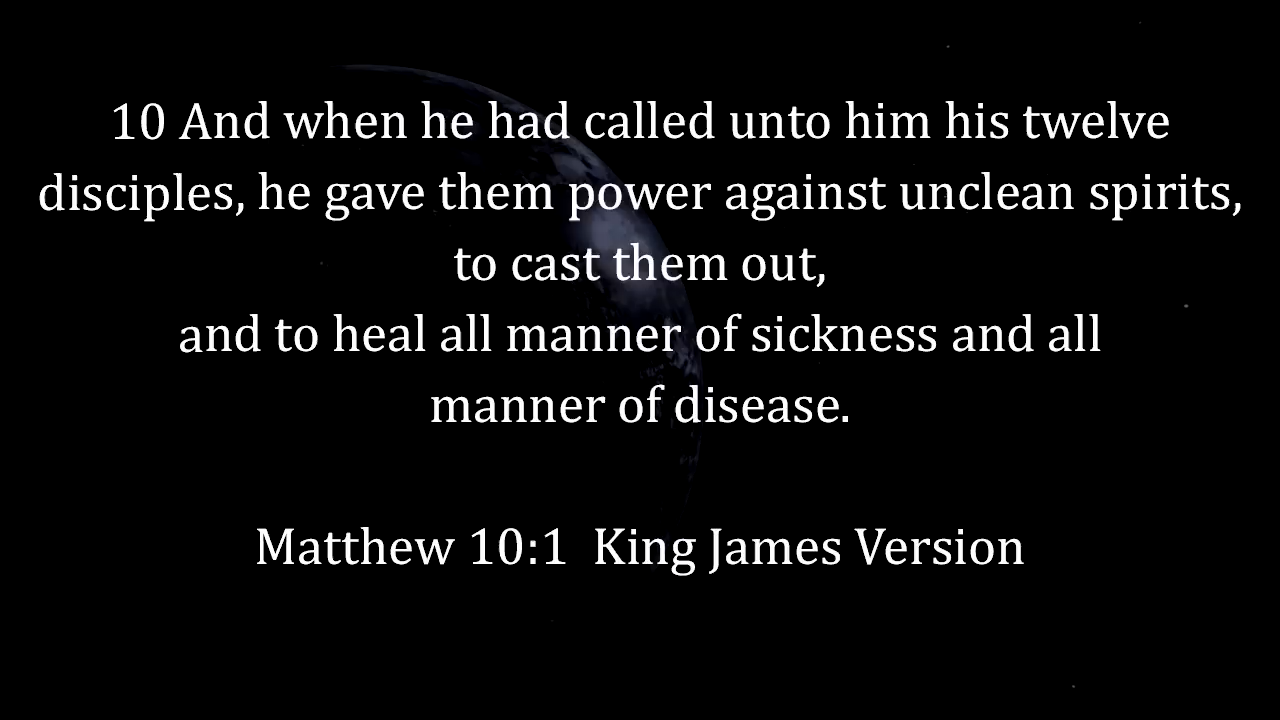 10 And when he had called unto him his twelve
disciples, he gave them power against unclean spirits,
to cast them out,
and to heal all manner of sickness and all
manner of disease.
Matthew 10:1  King James Version